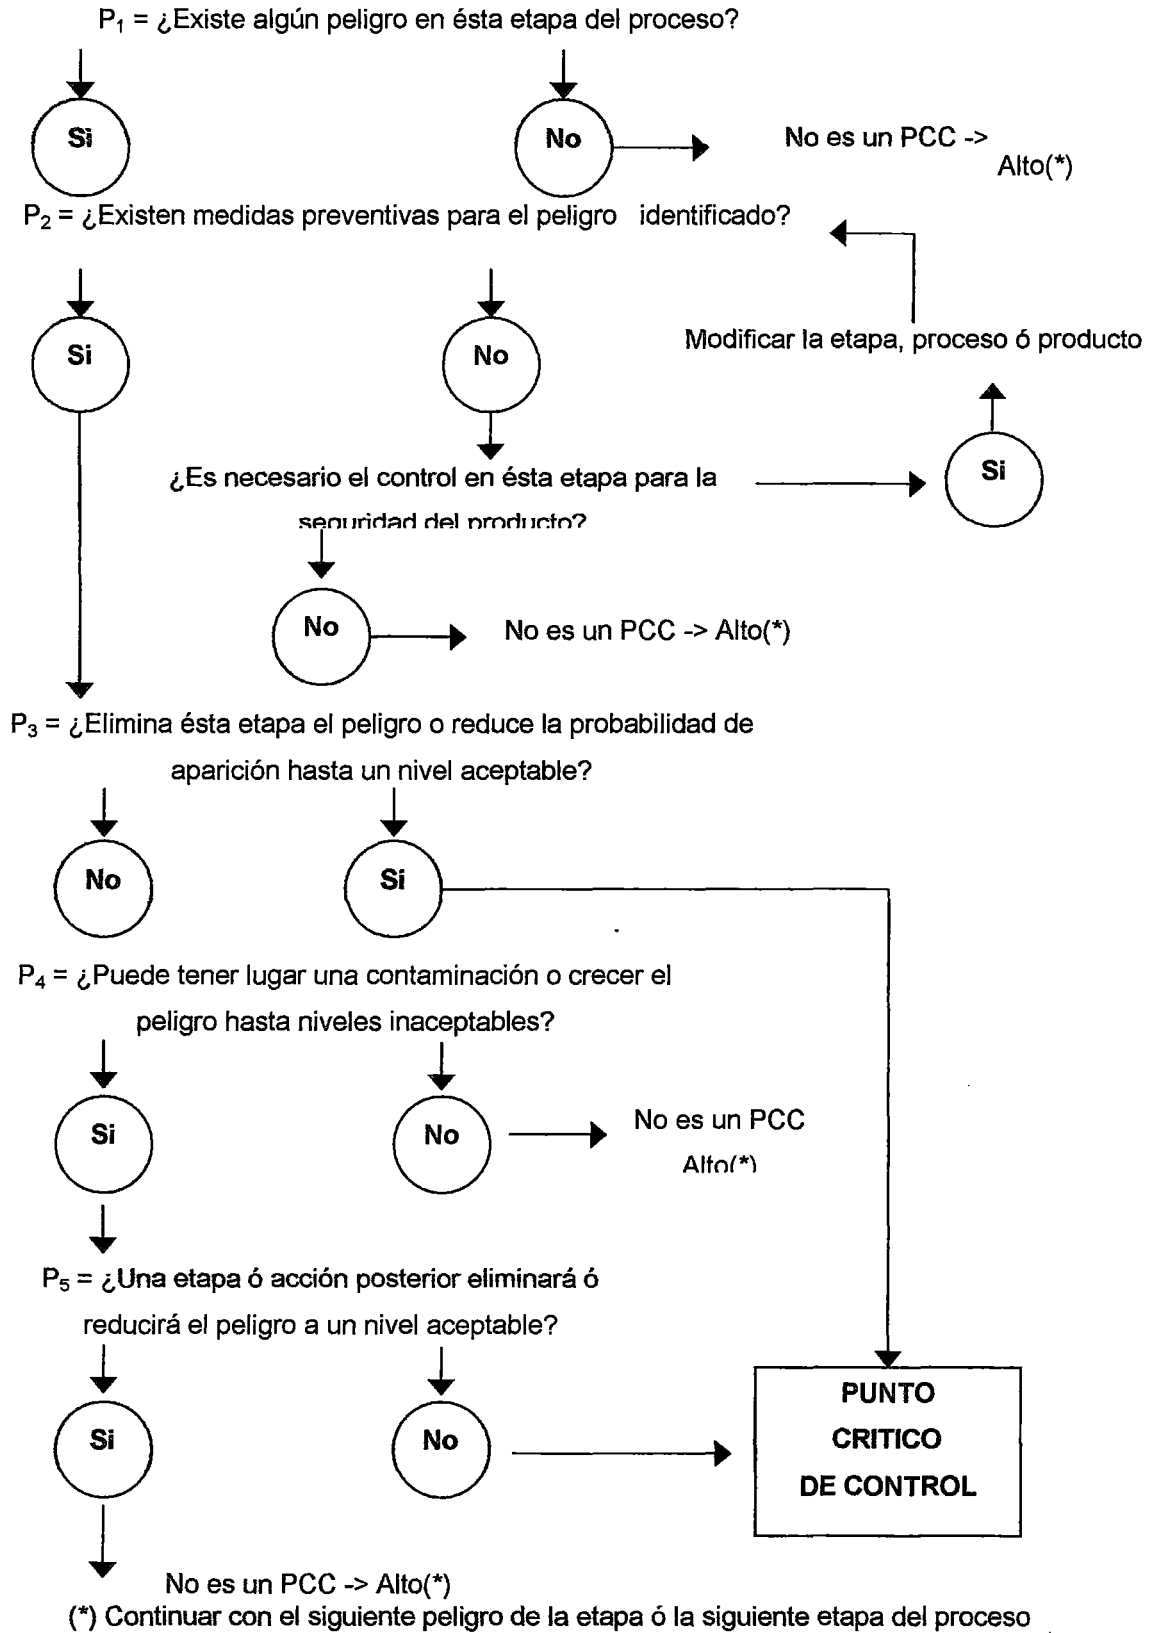 P₁ = ¿Existe algún peligro en ésta etapa del proceso?
Si
No
No es un PCC ->
Alto(*)
P₂ = ¿Existen medidas preventivas para el peligro identificado?
Si
No
Modificar la etapa, proceso ó producto
Si
¿Es necesario el control en ésta etapa para la
seguridad del producto?
No
No es un PCC -> Alto(*)
P₃ = ¿Elimina ésta etapa el peligro o reduce la probabilidad de
aparición hasta un nivel aceptable?
No
Si
P₄ = ¿Puede tener lugar una contaminación o crecer el
peligro hasta niveles inaceptables?
Si
No
No es un PCC
Alto(*)
P₅ = ¿Una etapa ó acción posterior eliminará ó
reducirá el peligro a un nivel aceptable?
Si
No
PUNTO
CRITICO
DE CONTROL
No es un PCC -> Alto(*)
(*) Continuar con el siguiente peligro de la etapa ó la siguiente etapa del proceso